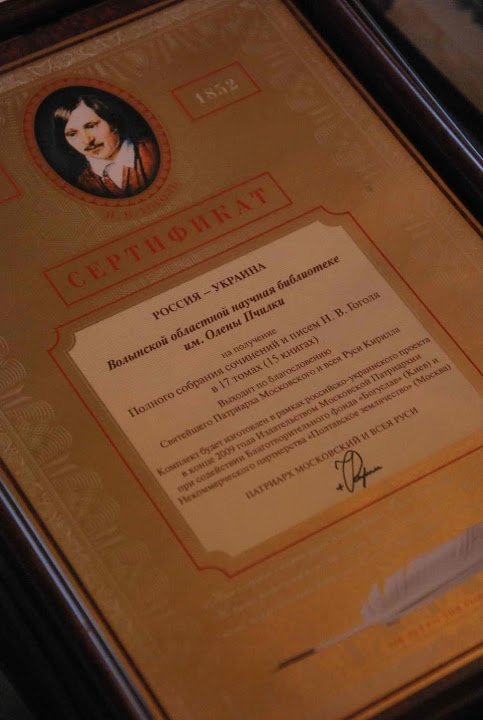 1852
СЕРТИФИКАТ
РОССИЯ – УКРАИНА
Волынской областной научная библиотеке
им. Олены Пчилки
на получение
Полного собрания сочинений и писем Н. В. Гоголя
в 17 томах (15 книгах)
Выходит по благословению
Святейшего Патриарха Московского и всея Руси Кирилла
Комплект будет изготовлен в рамках российско-украинского проекта
в конце 2009 года Издательством Московской Патриархии
при содействии Благотворительного фонда «Богуслав» (Киев) и
Некоммерческого партнерства «Полтавское землячество» (Москва)
ПАТРИАРХ МОСКОВСКИЙ И ВСЕЯ РУСИ